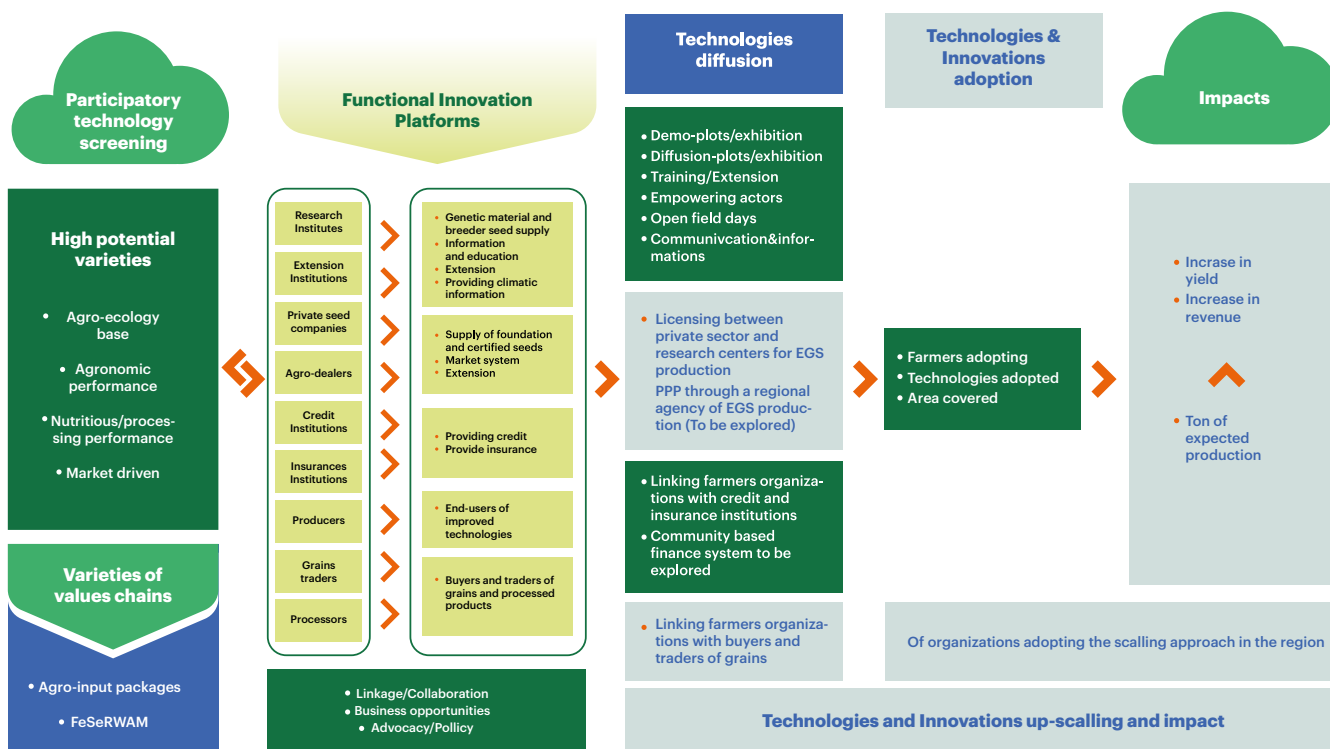 Participatory
technology
screening
High potential
varieties
• Agro-ecology
base
• Agronomic
performance
• Nutritious/proces-
sing performance
• Market driven
Varieties of
values chains
• Agro-input packages
• FeSeRWAM
Functional Innovation
Platforms
Research
Institutes
Extension
Institutions
Private seed
companies
Agro-dealers
Credit
Institutions
Insurances
Institutions
Producers
Grains
traders
Processors
• Genetic material and
breeder seed supply
• Information
and education
• Extension
• Providing climatic
information
• Supply of foundation
and certified seeds
• Market system
• Extension
• Providing credit
• Provide insurance
• End-users of
improved
technologies
• Buyers and traders of
grains and processed
products
• Linkage/Collaboration
• Business opportunities
• Advocacy/Policy
Technologies
diffusion
• Demo-plots/exhibition
• Diffusion-plots/exhibition
• Training/Extension
• Empowering actors
• Open field days
• Communivcation&infor-
mations
• Licensing between
private sector and
research centers for EGS
production
PPP through a regional
agency of EGS produc-
tion (To be explored)
• Linking farmers organiza-
tions with credit and
insurance institutions
• Community based
finance system to be
explored
• Linking farmers organiza-
tions with buyers and
traders of grains
Technologies &
Innovations
adoption
• Farmers adopting
• Technologies adopted
• Area covered
Impacts
• Incrase in
yield
• Increase in
revenue
• Ton of
expected
production
Of organizations adopting the scalling approach in the region
Technologies and Innovations up-scalling and impact